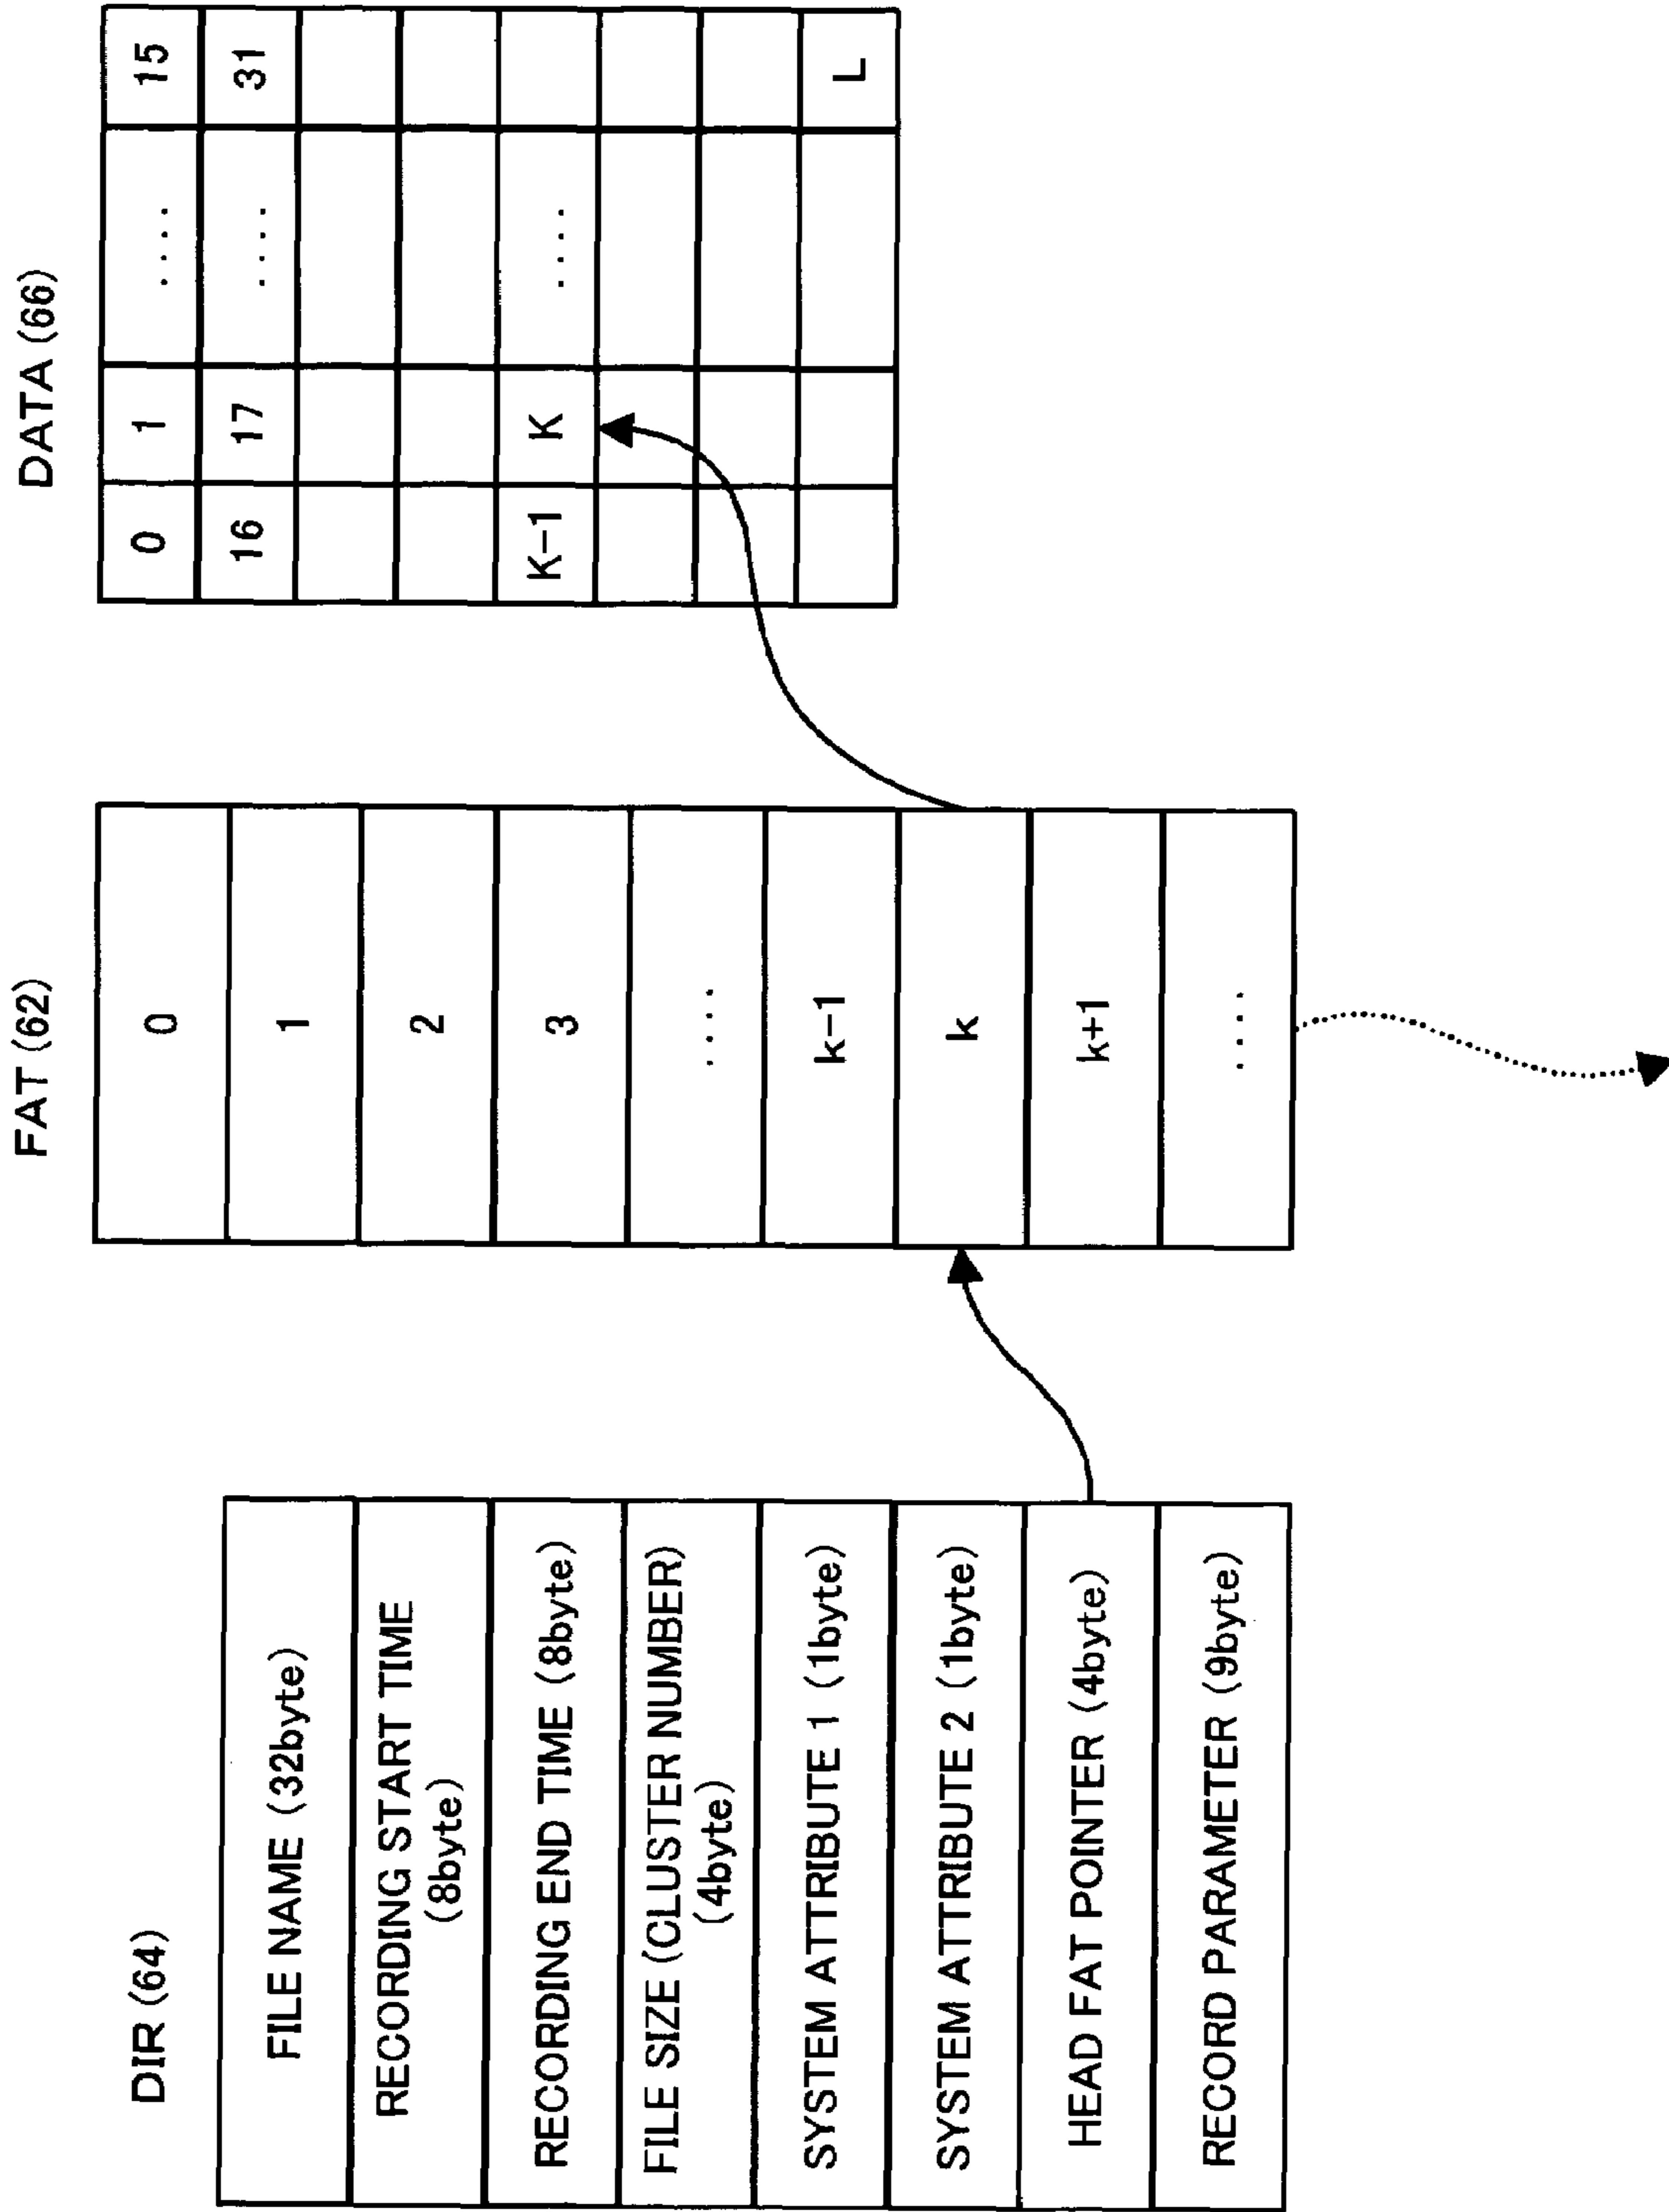 DIR (64)
FILE NAME (32byte)
RECORDING START TIME
(8byte)
RECORDING END TIME (8byte)
FILE SIZE (CLUSTER NUMBER)
(4byte)
SYSTEM ATTRIBUTE 1 (1byte)
SYSTEM ATTRIBUTE 2 (1byte)
HEAD FAT POINTER (4byte)
RECORD PARAMETER (9byte)
FAT (62)
0
1
2
3
....
k-1
k
k+1
....
DATA (66)
0 1 .... 15
16 17 .... 31
K-1 K ....
L